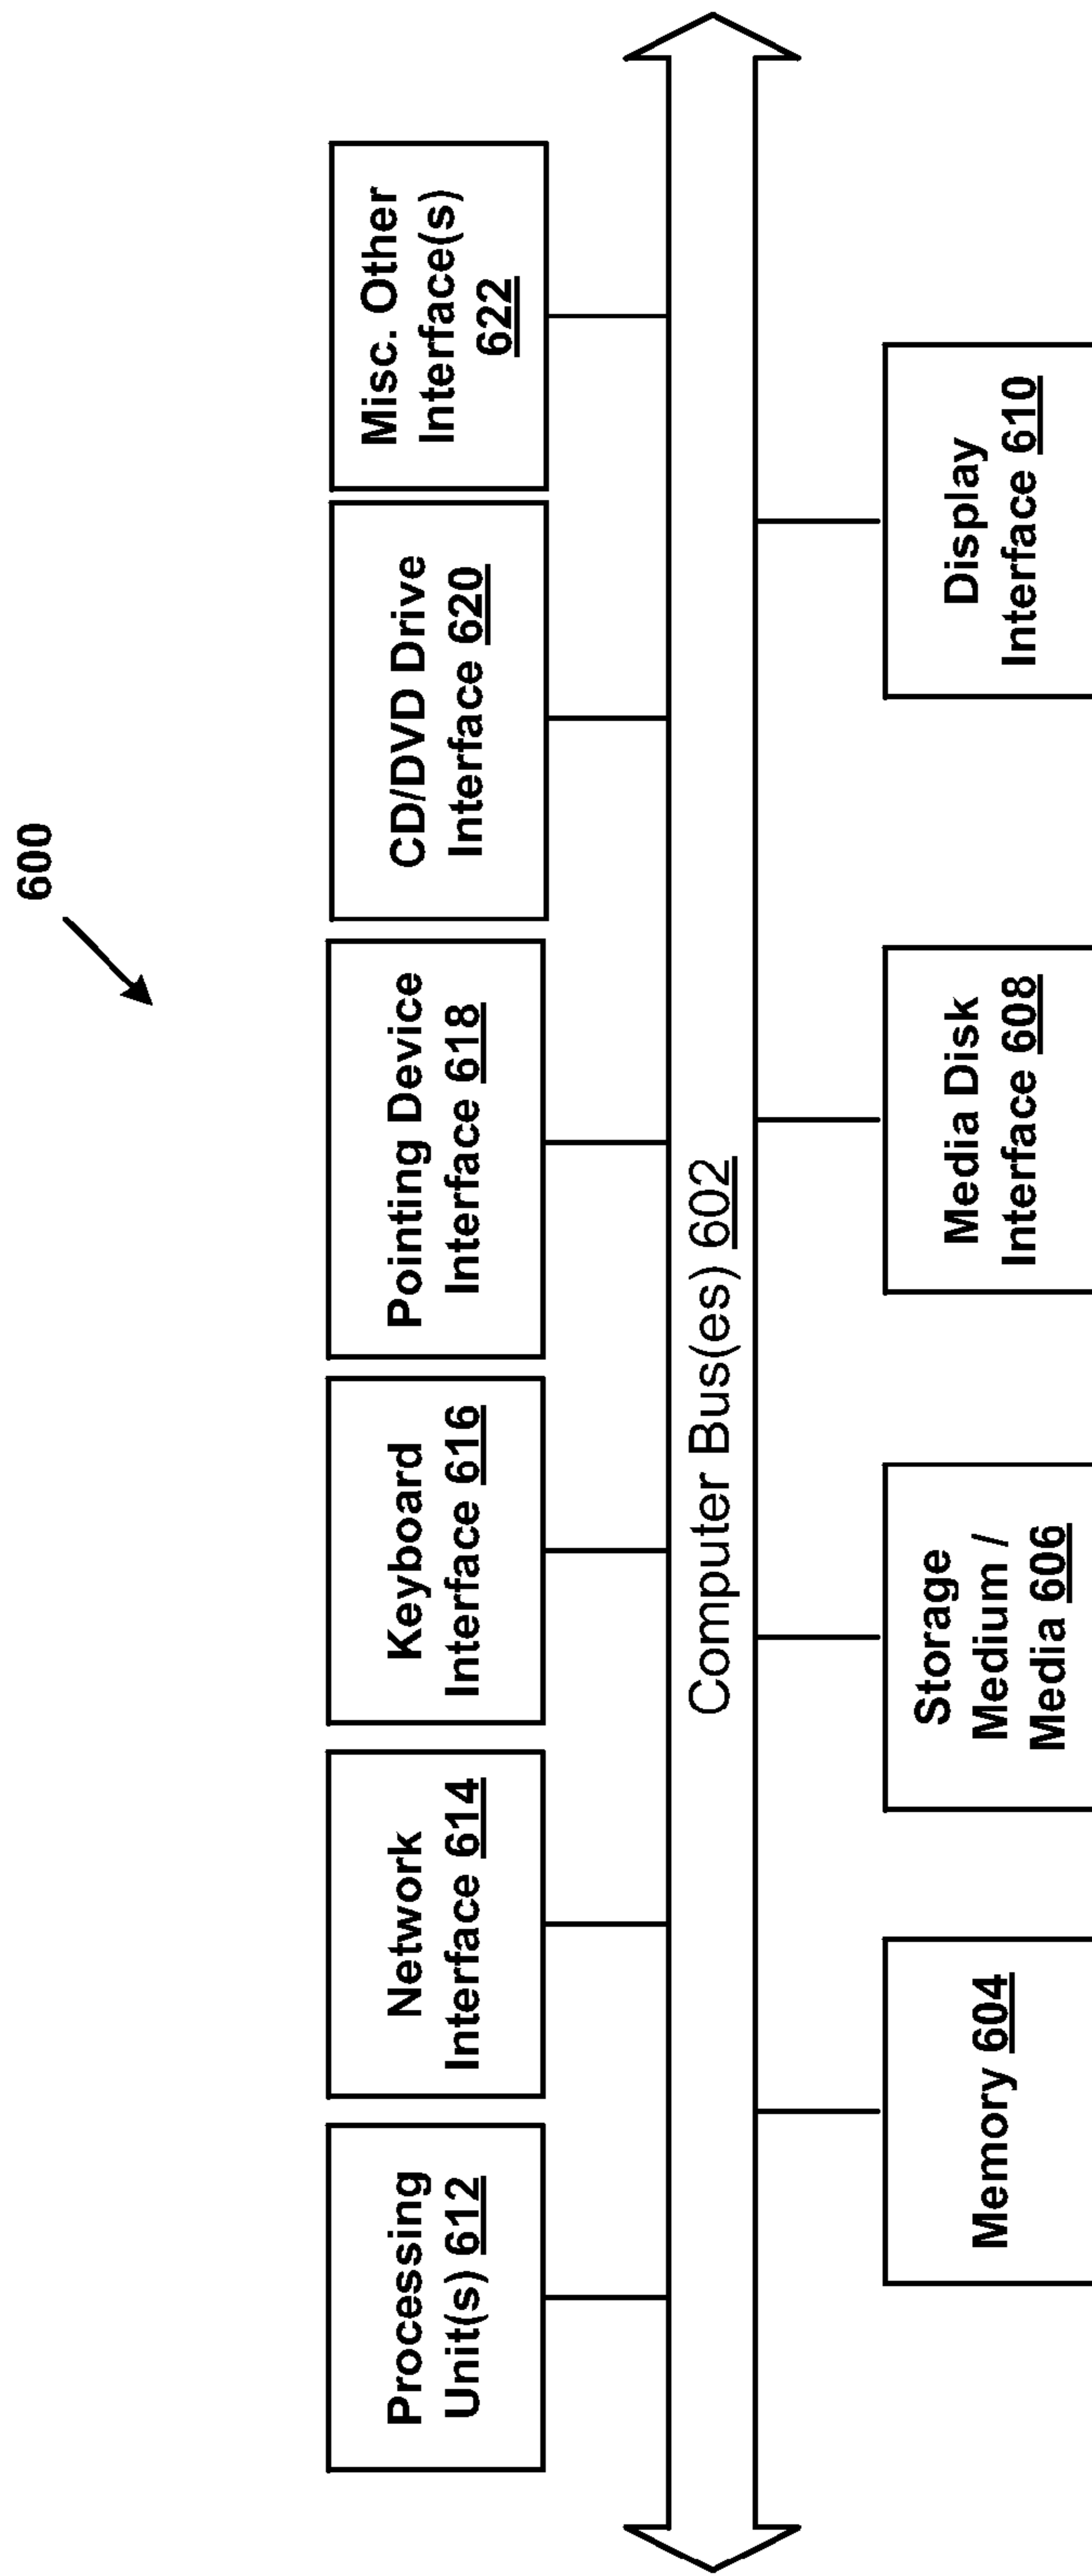 600
Processing
Unit(s) 612
Network
Interface 614
Keyboard
Interface 616
Pointing Device
Interface 618
CD/DVD Drive
Interface 620
Misc. Other
Interface(s)
622
Computer Bus(es) 602
Memory 604
Storage
Medium /
Media 606
Media Disk
Interface 608
Display
Interface 610